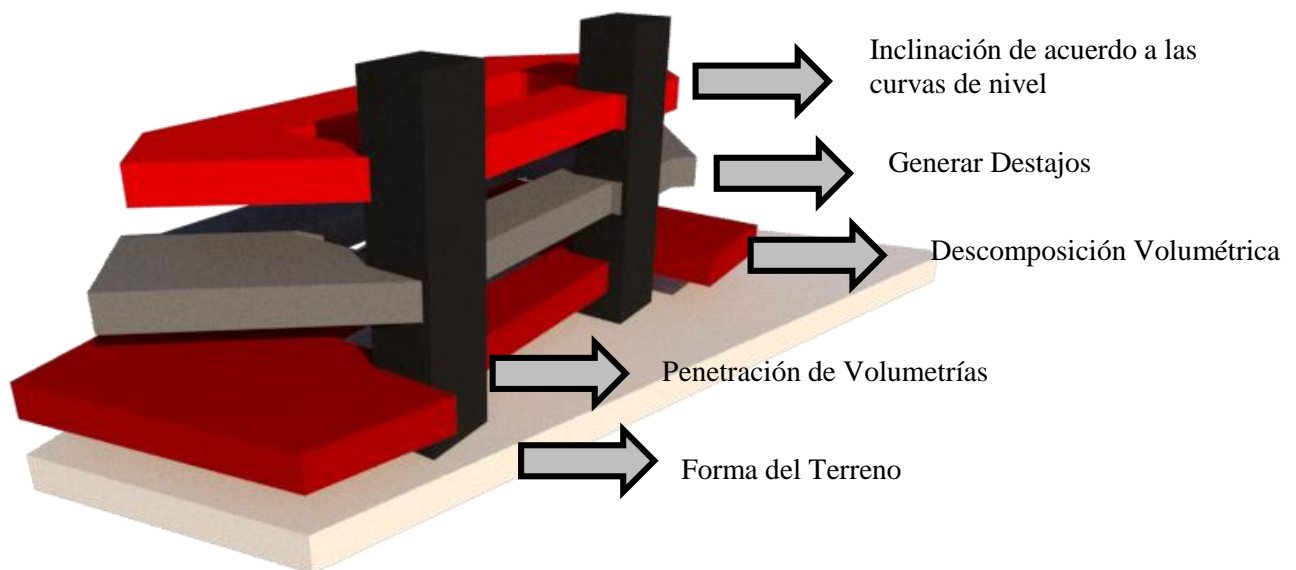 Inclinación de acuerdo a las
curvas de nivel
Generar Destajos
Descomposición Volumétrica
Penetración de Volumetrías
Forma del Terreno